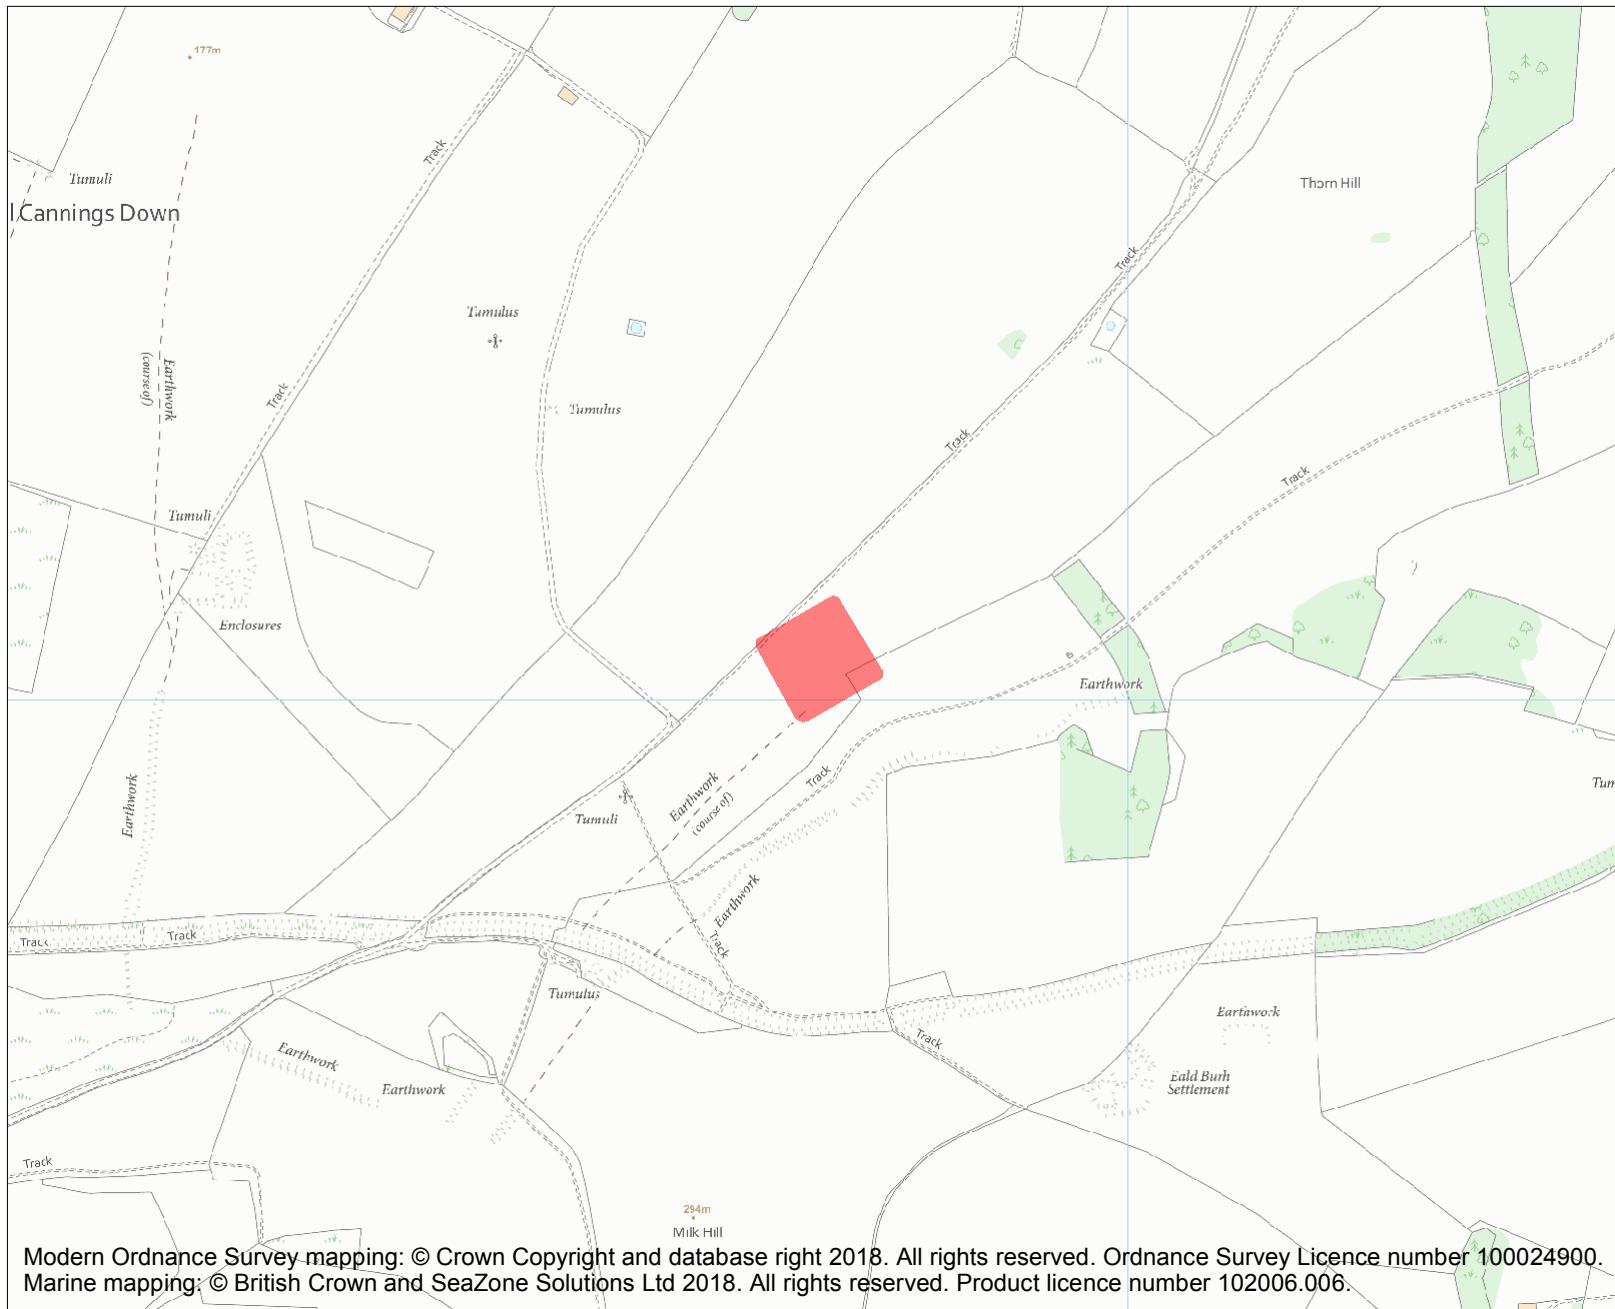 177m
Track
Tumuli
l Cannings Down
Thorn Hill
Track
Tumulus
Earthwork
(course of)
Track
Tumulus
Track
Track
Tumuli
Enclosures
Earthwork
Earthwork
Earthwork
(course of)
Track
Tumuli
Tum
Earthwork
Track
Track
Track
Tumulus
Earthwork
Track
Earthwork
Earthwork
Eald Burh
Settlement
Track
294m
Milk Hill
Modern Ordnance Survey mapping: © Crown Copyright and database right 2018. All rights reserved. Ordnance Survey Licence number 100024900.
Marine mapping: © British Crown and SeaZone Solutions Ltd 2018. All rights reserved. Product licence number 102006.006.